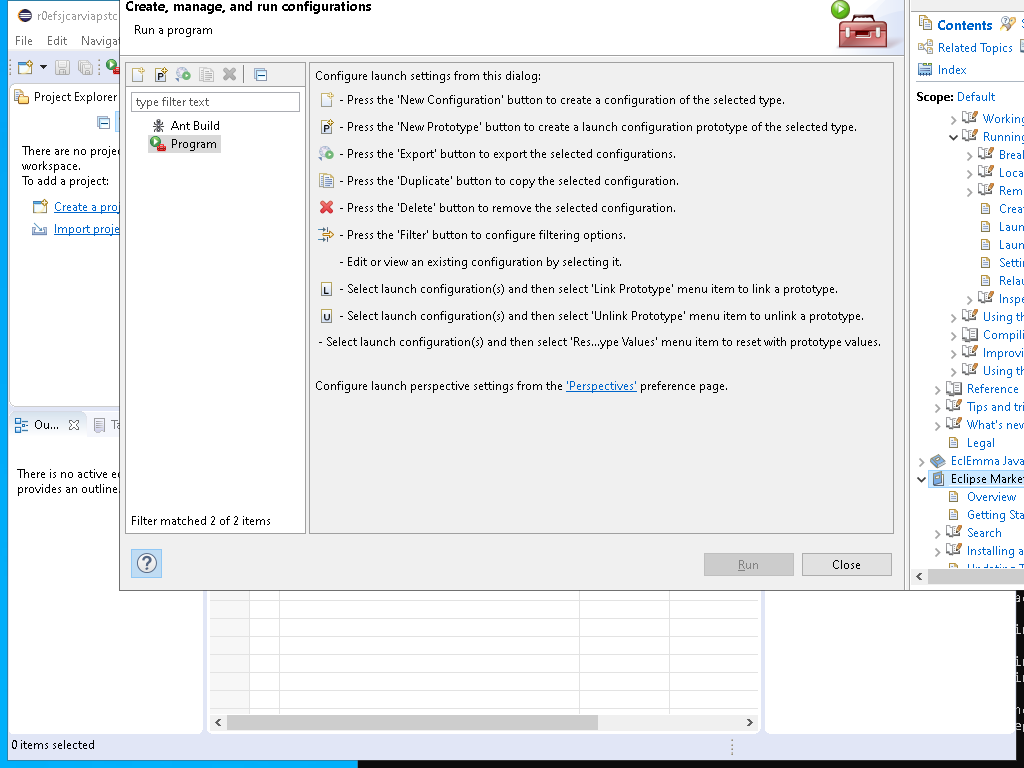 r0efsjcarviapstc
File Edit Naviga
Project Explorer
There are no proje
workspace.
To add a project:
Create a proj
Import proje
Ou...
Ta
There is no active e
provides an outline.
0 items selected
Create, manage, and run configurations
Run a program
type filter text
Ant Build
Program
Filter matched 2 of 2 items
Configure launch settings from this dialog:
- Press the 'New Configuration' button to create a configuration of the selected type.
- Press the 'New Prototype' button to create a launch configuration prototype of the selected type.
- Press the 'Export' button to export the selected configurations.
- Press the 'Duplicate' button to copy the selected configuration.
- Press the 'Delete' button to remove the selected configuration.
- Press the 'Filter' button to configure filtering options.
- Edit or view an existing configuration by selecting it.
L - Select launch configuration(s) and then select 'Link Prototype' menu item to link a prototype.
U - Select launch configuration(s) and then select 'Unlink Prototype' menu item to unlink a prototype.
- Select launch configuration(s) and then select 'Res...ype Values' menu item to reset with prototype values.
Configure launch perspective settings from the 'Perspectives' preference page.
Run
Close
Contents
Related Topics
Index
Scope: Default
Working
Running
Brea
Loca
Rem
Crea
Laun
Laun
Setti
Relau
Inspe
Using th
Compili
Improvi
Using th
Reference
Tips and tri
What's new
Legal
EclEmma Java
Eclipse Market
Overview
Getting Sta
Search
Installing a